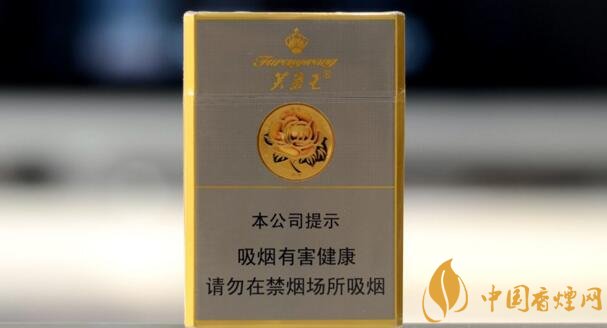 Furongwang
芙蓉王
本公司提示
吸烟有害健康
请勿在禁烟场所吸烟
中国香烟网